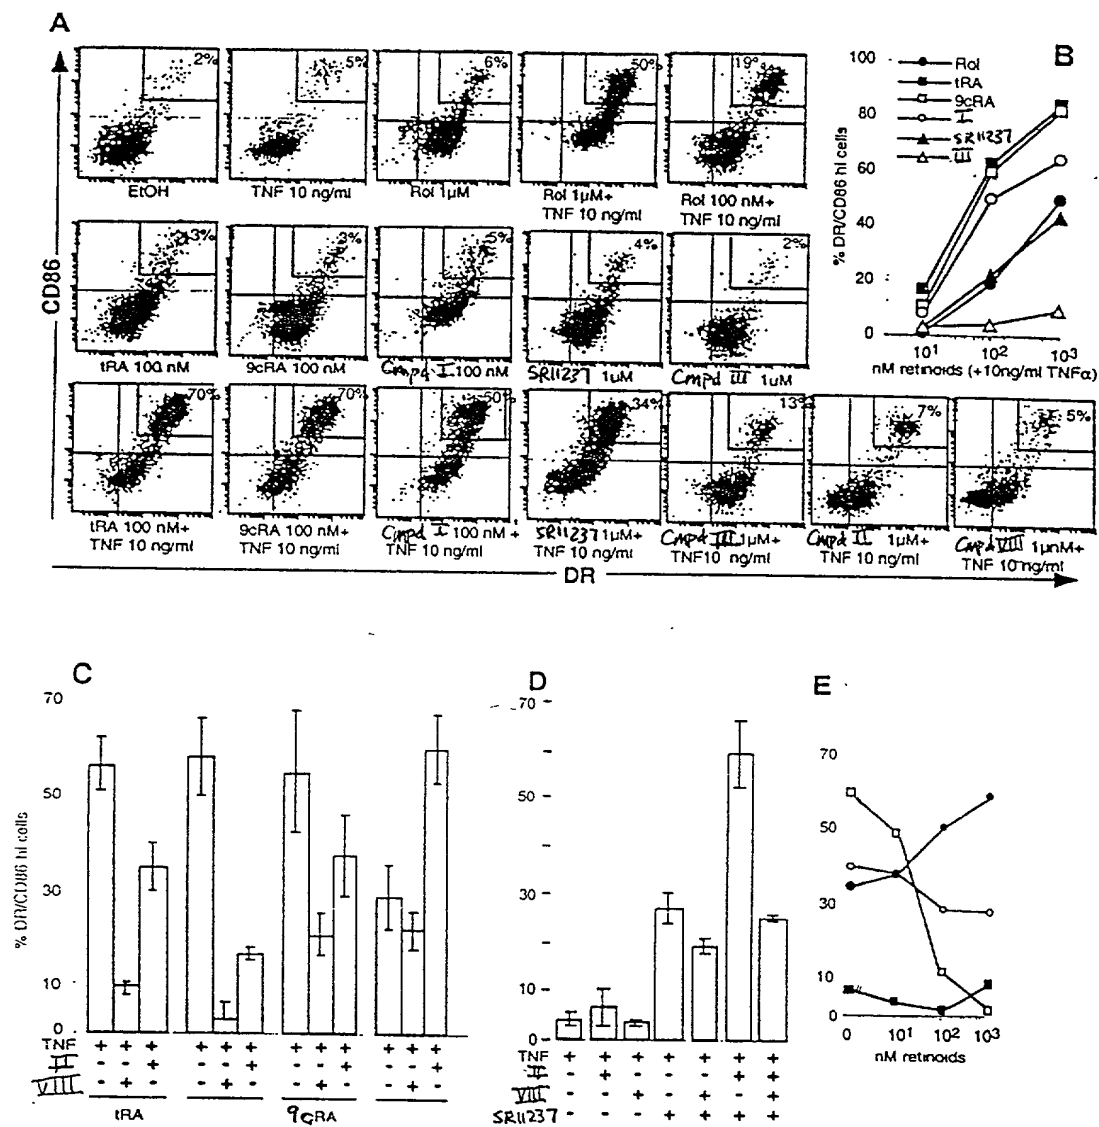 A
CD86
2%
5%
6%
50%
19%
EtOH
TNF 10 ng/ml
Rol 1µM
Rol 1µM+
TNF 10 ng/ml
Rol 100 nM+
TNF 10 ng/ml
13%
3%
5%
4%
2%
tRA 100 nM
9cRA 100 nM
Cmpd I 100 nM
SR11237 1uM
Cmpd III 1µM
70%
70%
50%
34%
13%
7%
5%
tRA 100 nM+
TNF 10 ng/ml
9cRA 100 nM+
TNF 10 ng/ml
Cmpd I 100 nM +
TNF 10 ng/ml
SR11237 1µM+
TNF 10 ng/ml
Cmpd III 1µM+
TNF10 ng/ml
Cmpd II 1µM+
TNF 10 ng/ml
Cmpd VIII 1µnM+
TNF 10 ng/ml
DR
B
Rol
tRA
9cRA
I
SR11237
III
% DR/CD86 hi cells
100
80
60
40
20
0
10¹ 10² 10³
nM retinoids (+10ng/ml TNFα)
C
% DR/CD86 hi cells
70
50
30
10
0
TNF + + + + + + + + + + + +
II - - + - - + - - + - - +
VIII - + - - + - - + - - + -
tRA 9cRA
D
70
50
30
10
0
TNF + + + + + + +
II - + - - - + +
VIII - - + - + - +
SR11237 - - - + + + +
E
70
50
30
10
0
0 10¹ 10² 10³
nM retinoids